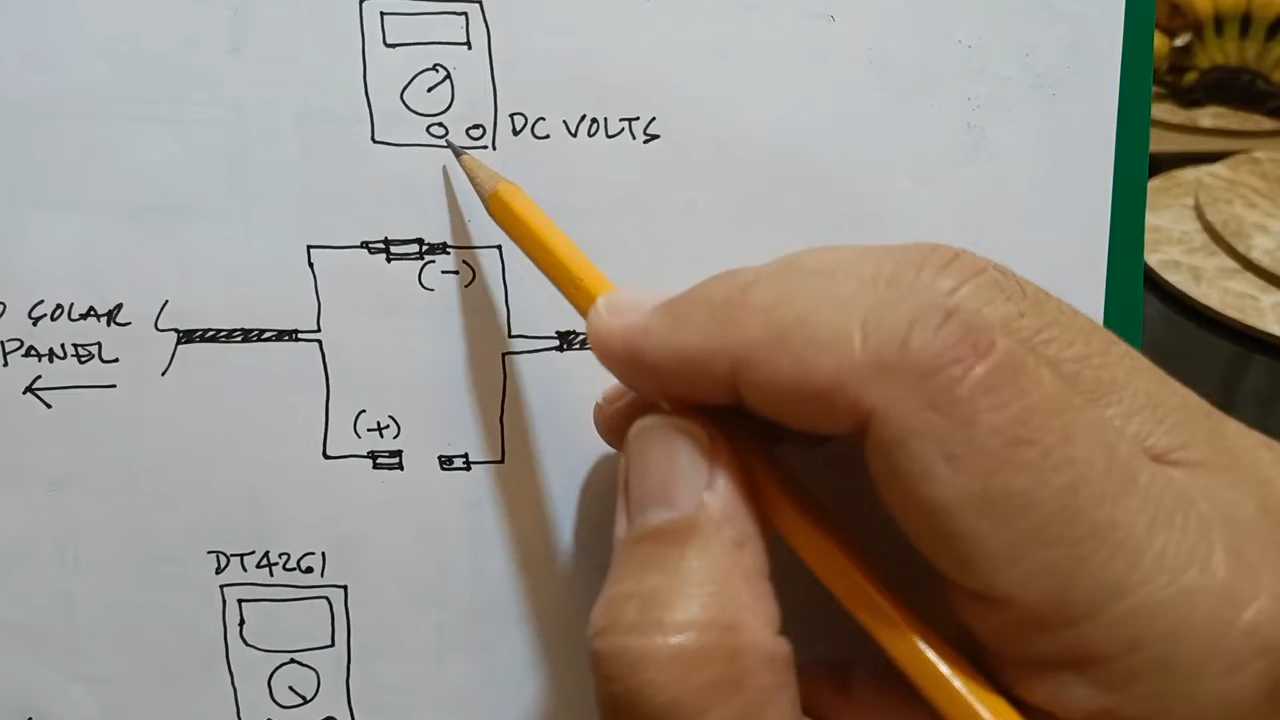 DC VOLTS
(-)
SOLAR
PANEL
(+)
DT4261